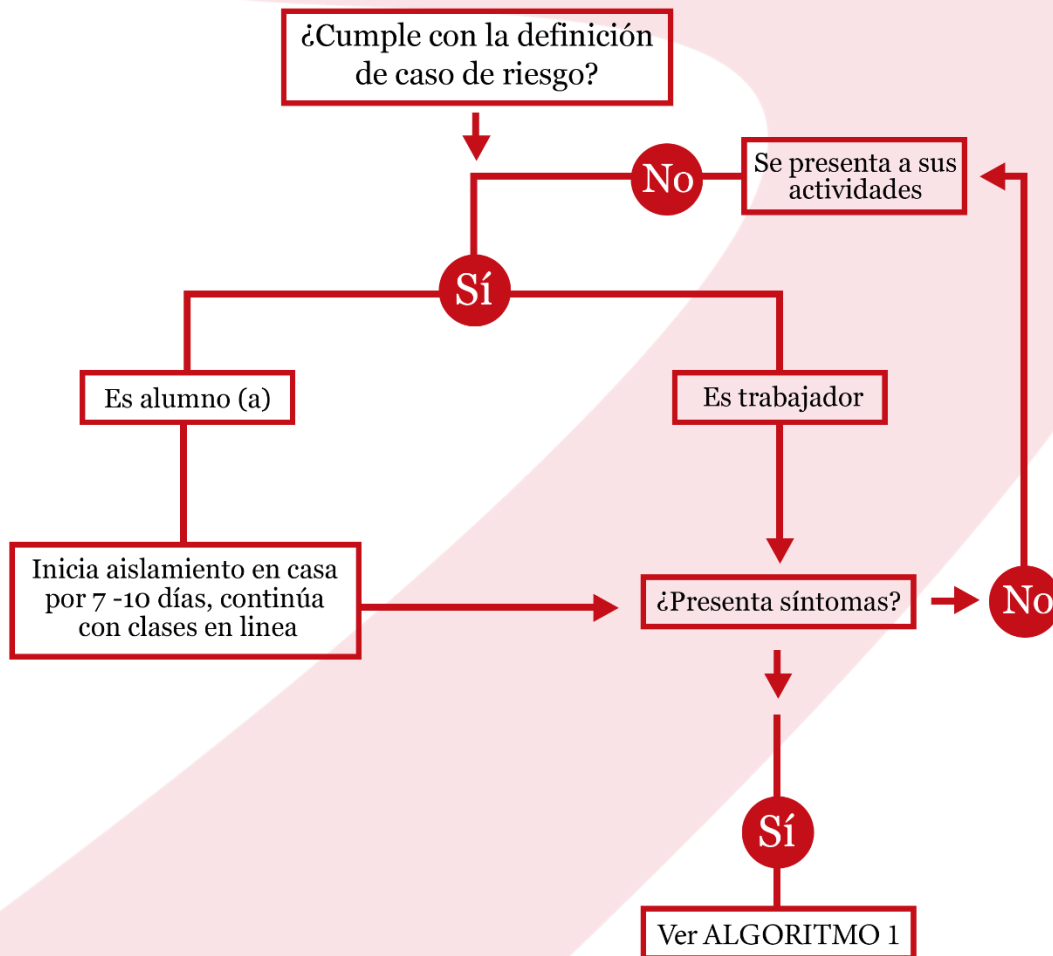 ¿Cumple con la definición
de caso de riesgo?
No
Se presenta a sus
actividades
Sí
Es alumno (a)
Es trabajador
Inicia aislamiento en casa
por 7 -10 días, continúa
con clases en linea
¿Presenta síntomas?
No
Sí
Ver ALGORITMO 1